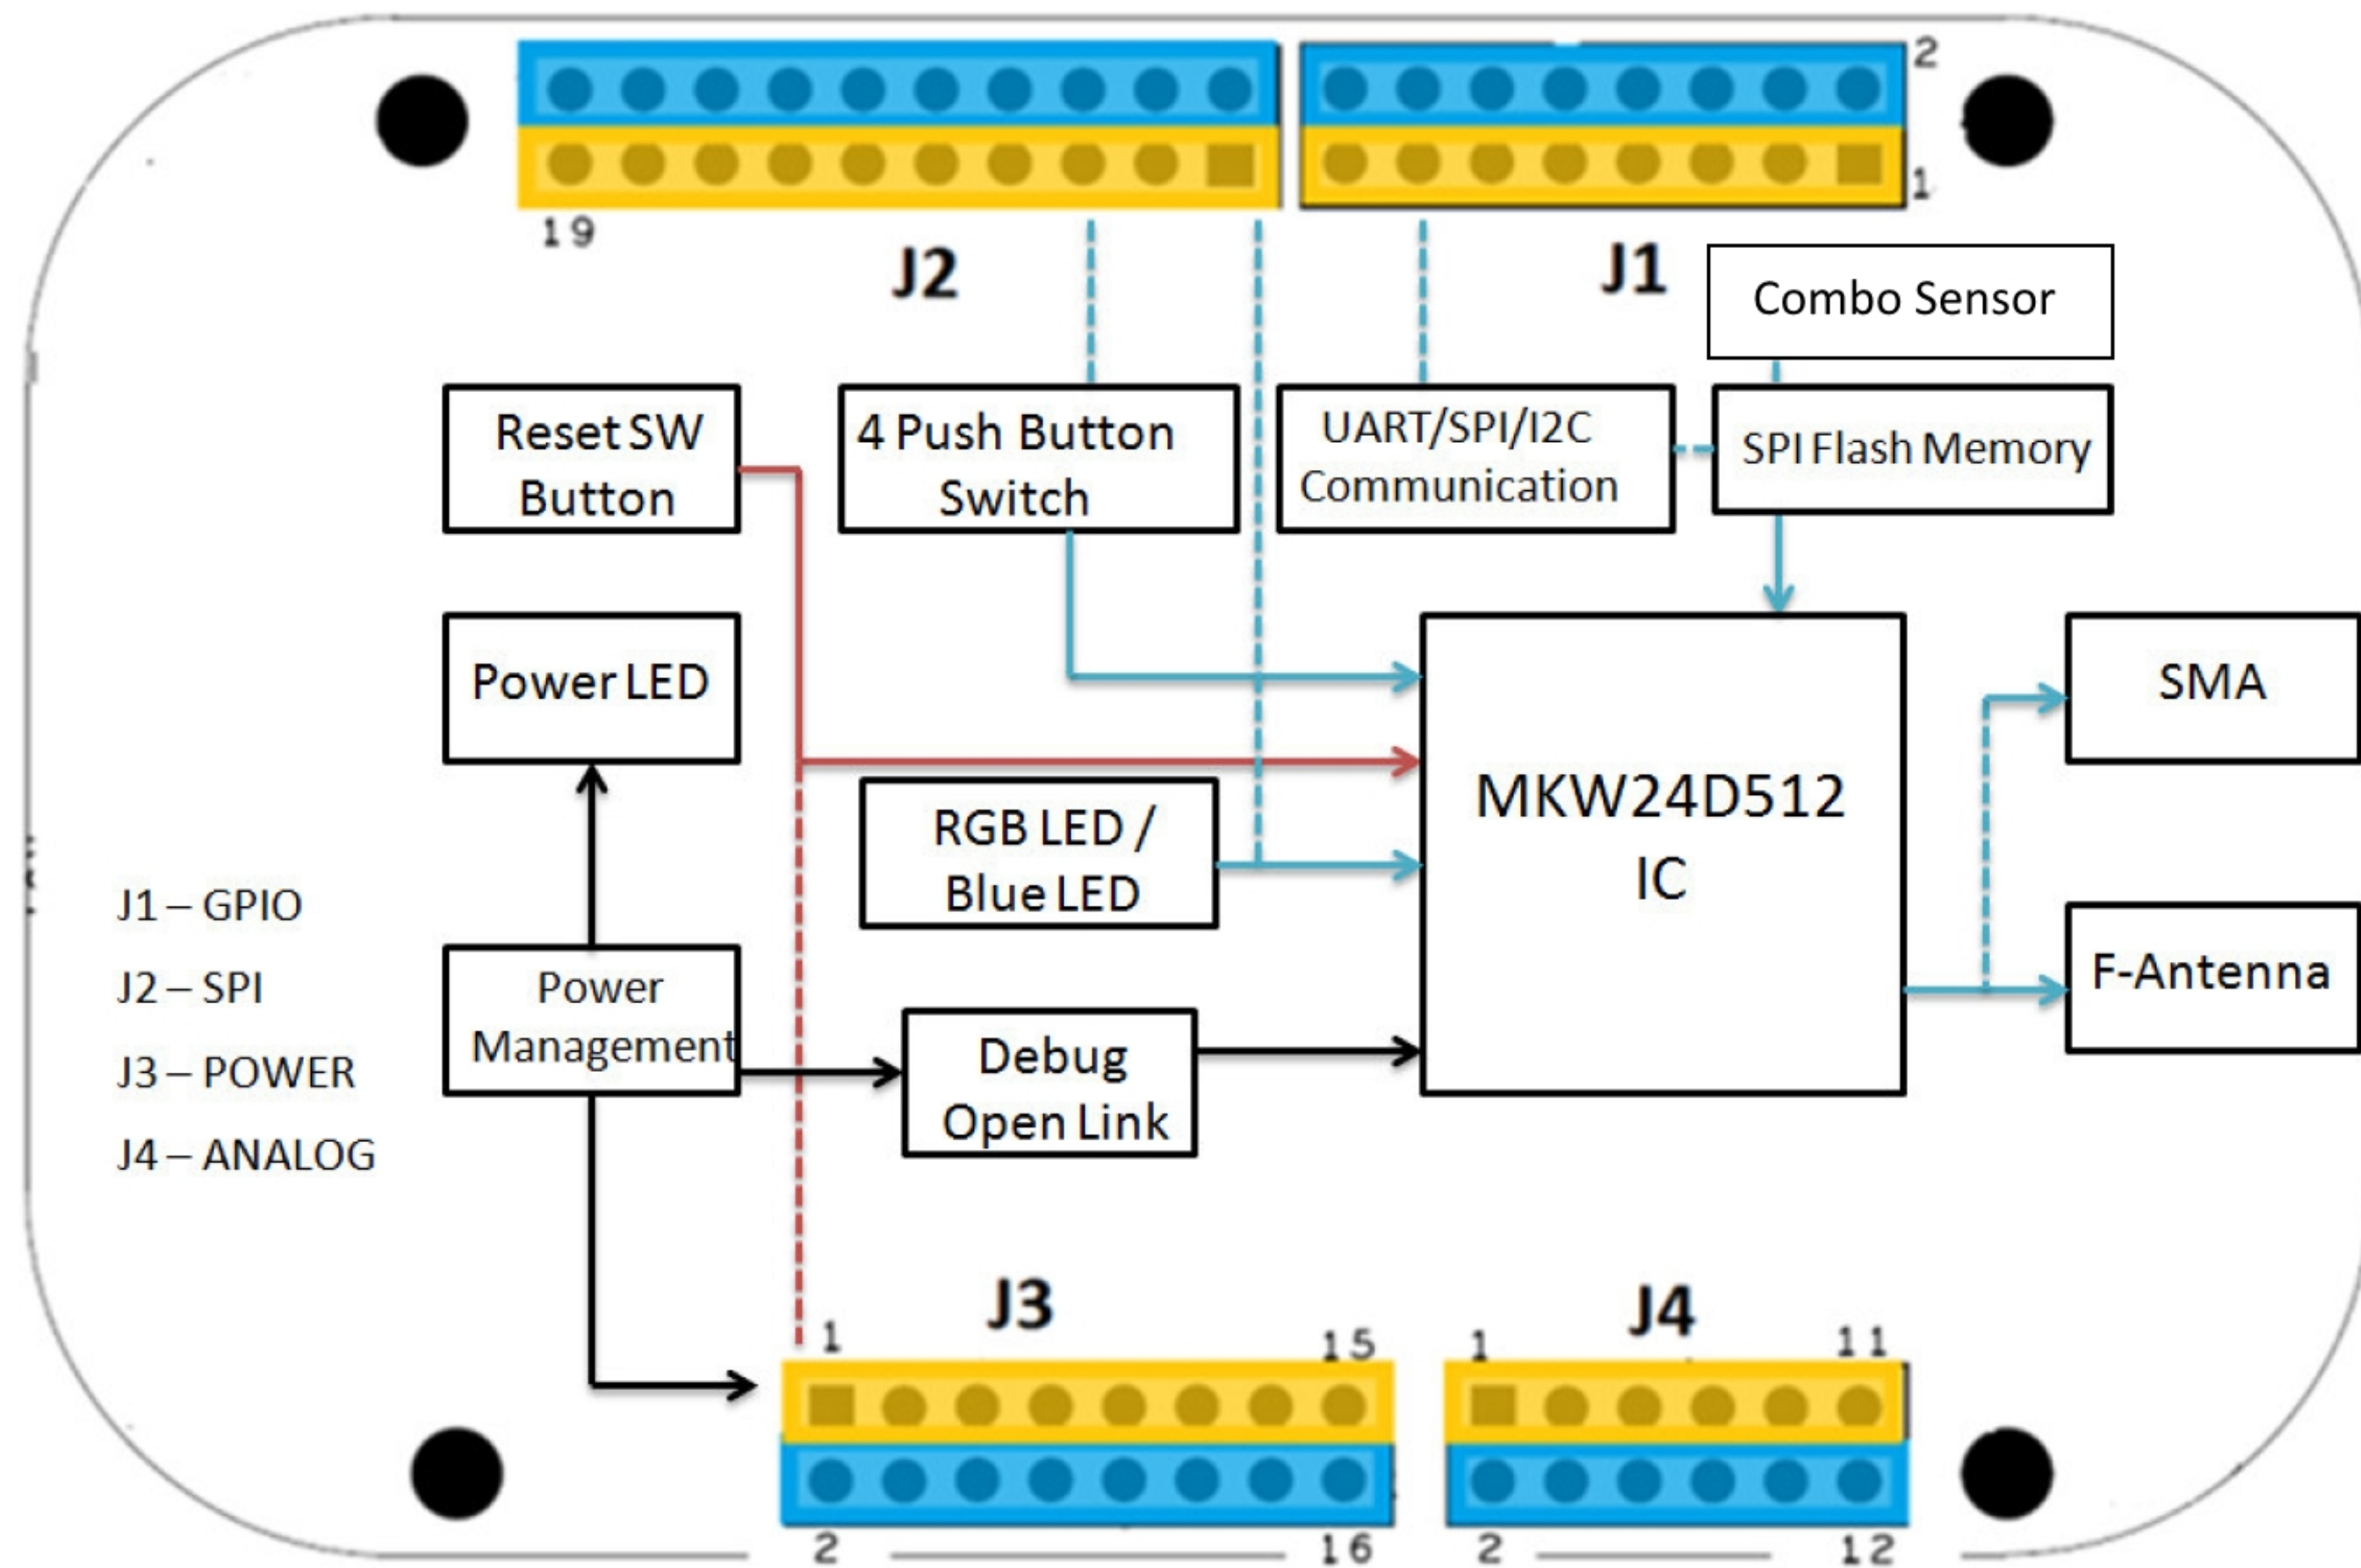 2
1
19
J2
J1
Combo Sensor
Reset SW
Button
4 Push Button
Switch
UART/SPI/I2C
Communication
SPI Flash Memory
Power LED
MKW24D512
IC
SMA
RGB LED /
Blue LED
J1 – GPIO
J2 – SPI
J3 – POWER
J4 – ANALOG
Power
Management
Debug
Open Link
F-Antenna
J3
J4
1
15
1
11
2
16
2
12